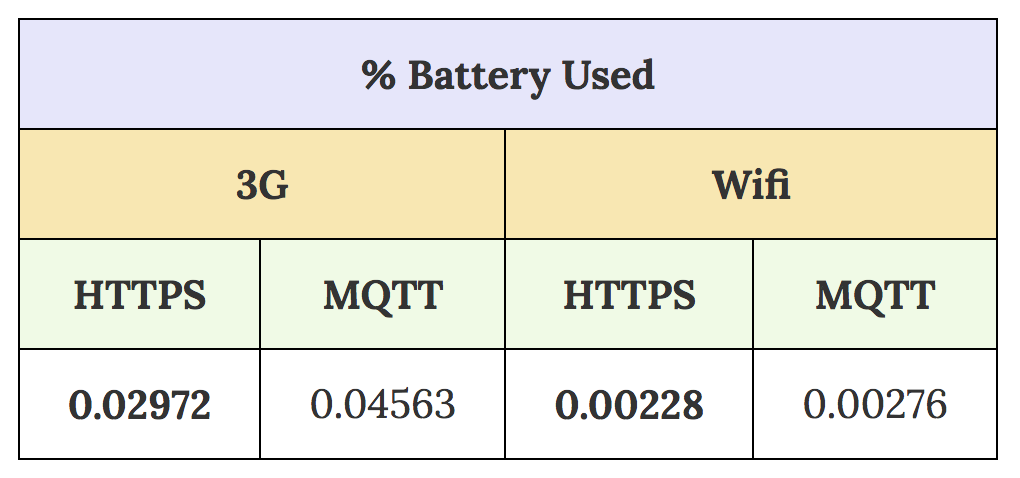 % Battery Used
3G Wifi
HTTPS MQTT HTTPS MQTT
0.02972 0.04563 0.00228 0.00276